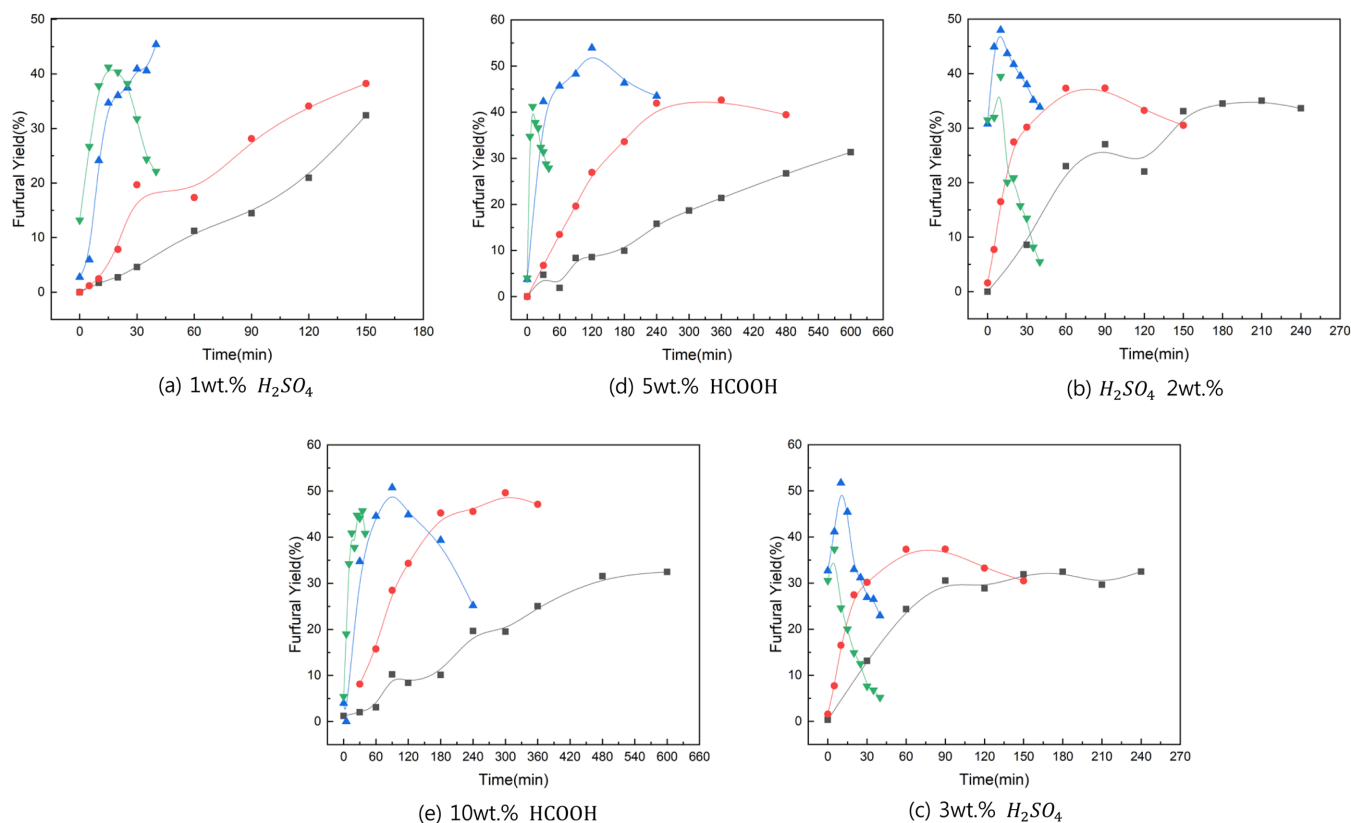 50
40
30
20
10
0
Furfural Yield(%)
0 30 60 90 120 150 180
Time(min)
(a) 1wt.% H₂SO₄
60
50
40
30
20
10
0
Furfural Yield(%)
0 60 120 180 240 300 360 420 480 540 600 660
Time(min)
(d) 5wt.% HCOOH
50
40
30
20
10
0
Furfural Yield(%)
0 30 60 90 120 150 180 210 240 270
Time(min)
(b) H₂SO₄ 2wt.%
60
50
40
30
20
10
0
Furfural Yield(%)
0 60 120 180 240 300 360 420 480 540 600 660
Time(min)
(e) 10wt.% HCOOH
60
50
40
30
20
10
0
Furfural Yield(%)
0 30 60 90 120 150 180 210 240 270
Time(min)
(c) 3wt.% H₂SO₄